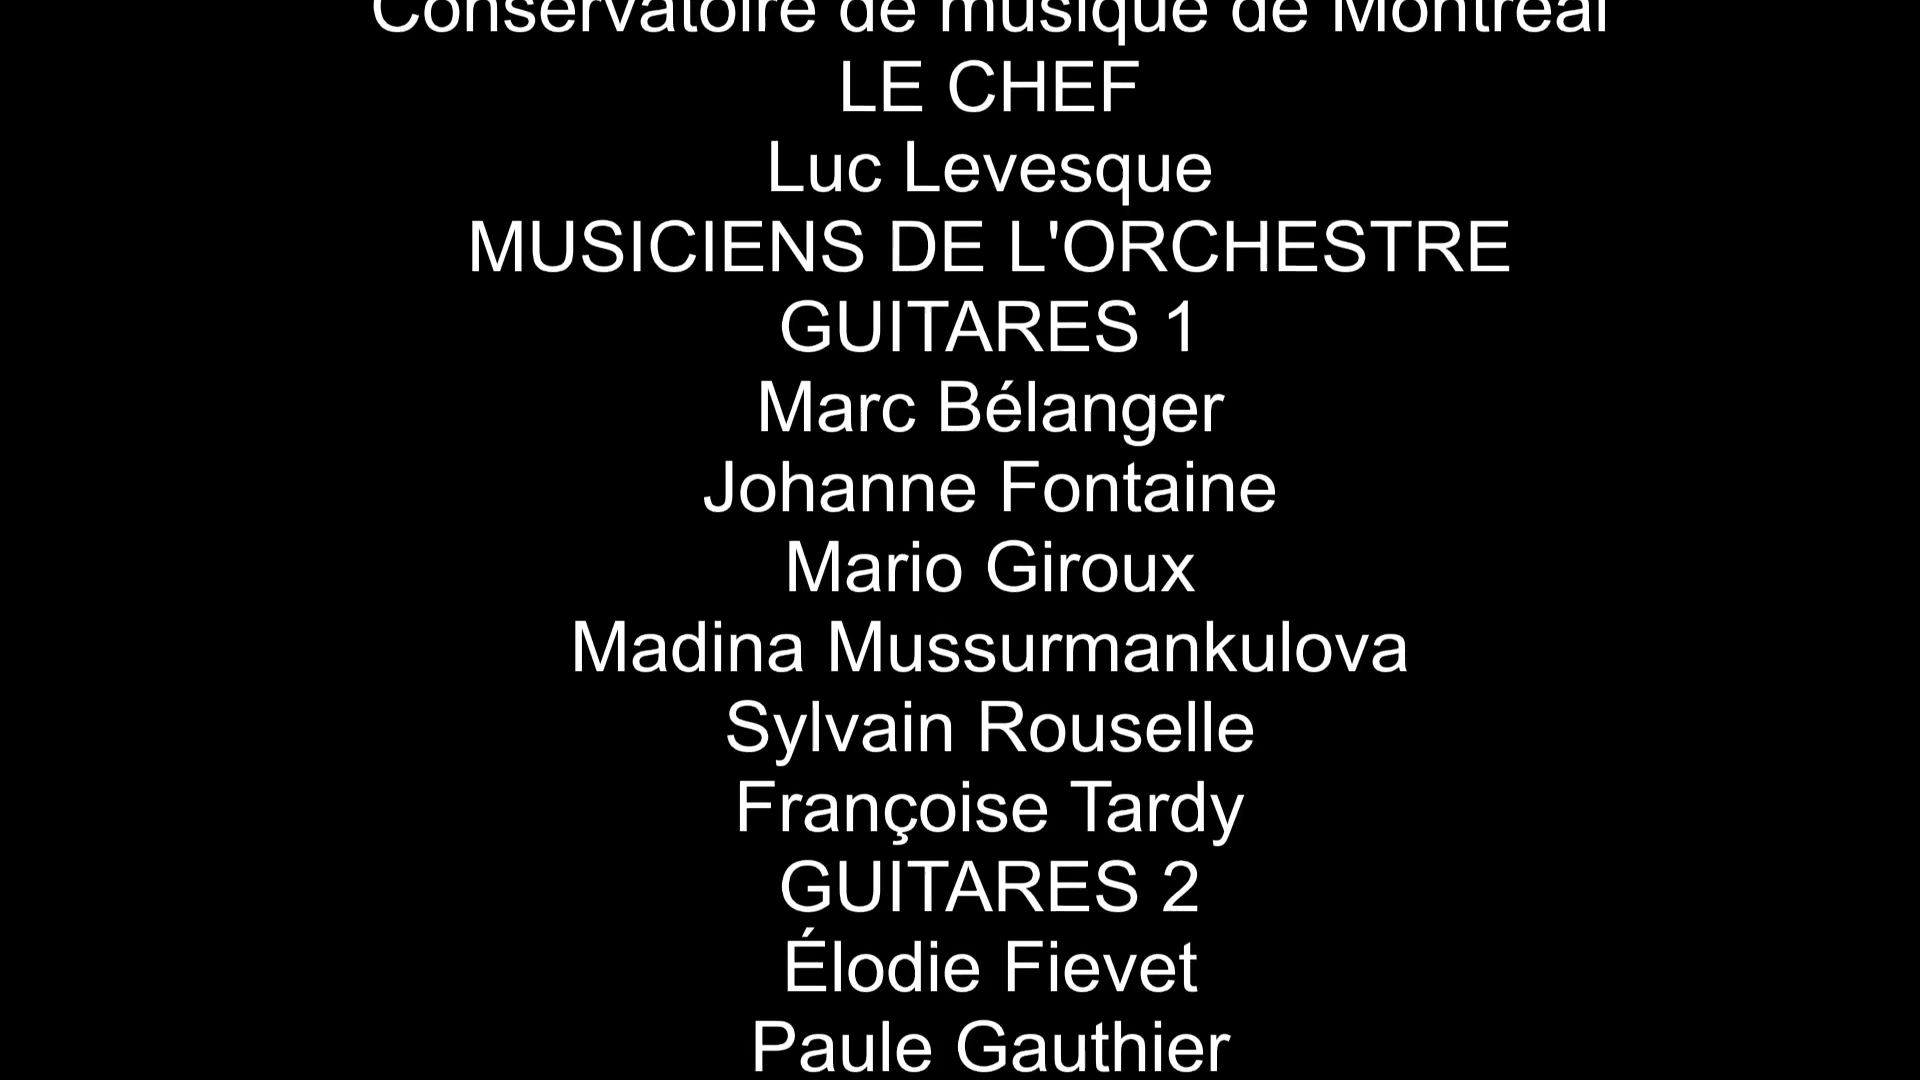 Conservatoire de musique de Montréal
LE CHEF
Luc Levesque
MUSICIENS DE L'ORCHESTRE
GUITARES 1
Marc Bélanger
Johanne Fontaine
Mario Giroux
Madina Mussurmankulova
Sylvain Rouselle
Françoise Tardy
GUITARES 2
Élodie Fievet
Paule Gauthier